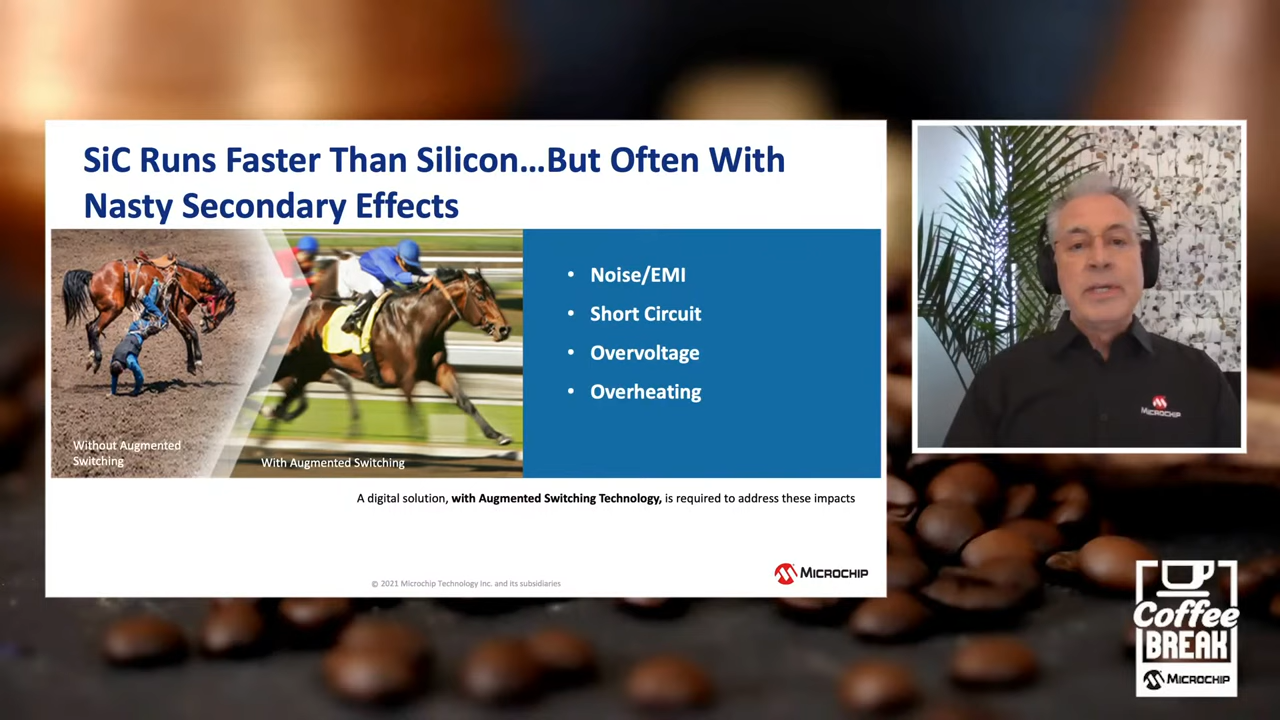 SiC Runs Faster Than Silicon...But Often With
Nasty Secondary Effects
Without Augmented
Switching
With Augmented Switching
• Noise/EMI
• Short Circuit
• Overvoltage
• Overheating
A digital solution, with Augmented Switching Technology, is required to address these impacts
© 2021 Microchip Technology Inc. and its subsidiaries
MICROCHIP
MICROCHIP
Coffee
BREAK
MICROCHIP